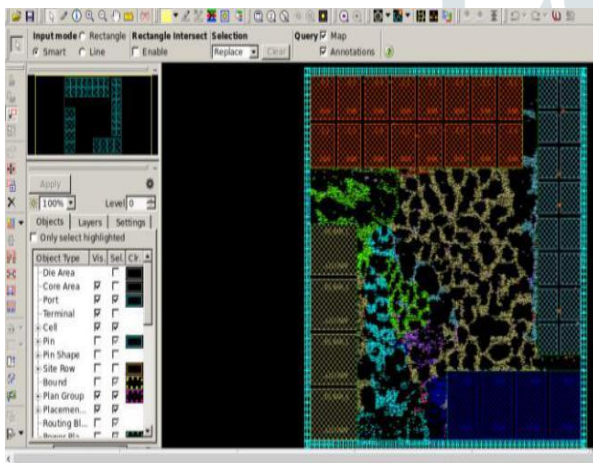 Input mode Rectangle Rectangle Intersect Selection Query Map
Smart Line Enable Replace Clear Annotations
Apply
100% Level 0
Objects Layers Settings
Only select highlighted
Object Type Vis. Sel. Clr.
Die Area
Core Area
Port
Terminal
Cell
Pin
Pin Shape
Site Row
Bound
Plan Group
Placemen...
Routing Bl...